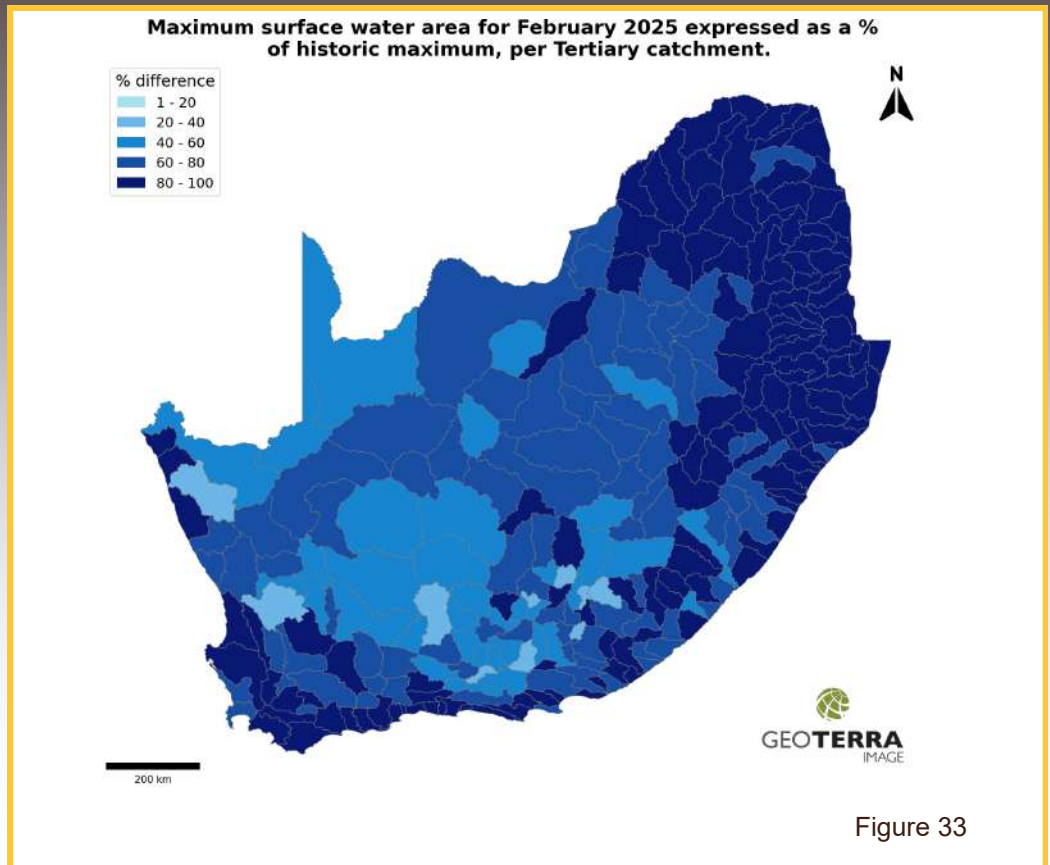 Maximum surface water area for February 2025 expressed as a %
of historic maximum, per Tertiary catchment.
% difference
1 - 20
20 - 40
40 - 60
60 - 80
80 - 100
N
GEOTERRA
IMAGE
200 km
Figure 33